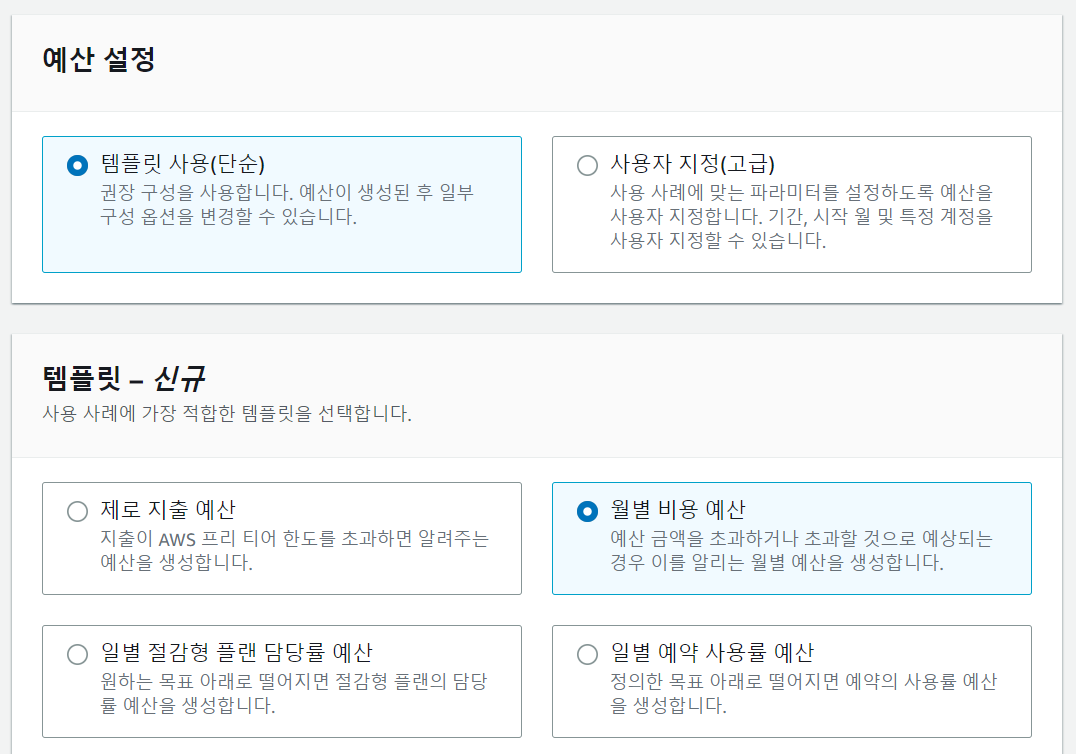 예산 설정
템플릿 사용(단순)
권장 구성을 사용합니다. 예산이 생성된 후 일부
구성 옵션을 변경할 수 있습니다.
사용자 지정(고급)
사용 사례에 맞는 파라미터를 설정하도록 예산을
사용자 지정합니다. 기간, 시작 월 및 특정 계정을
사용자 지정할 수 있습니다.
템플릿 – 신규
사용 사례에 가장 적합한 템플릿을 선택합니다.
제로 지출 예산
지출이 AWS 프리 티어 한도를 초과하면 알려주는
예산을 생성합니다.
월별 비용 예산
예산 금액을 초과하거나 초과할 것으로 예상되는
경우 이를 알리는 월별 예산을 생성합니다.
일별 절감형 플랜 담당률 예산
원하는 목표 아래로 떨어지면 절감형 플랜의 담당
률 예산을 생성합니다.
일별 예약 사용률 예산
정의한 목표 아래로 떨어지면 예약의 사용률 예산
을 생성합니다.